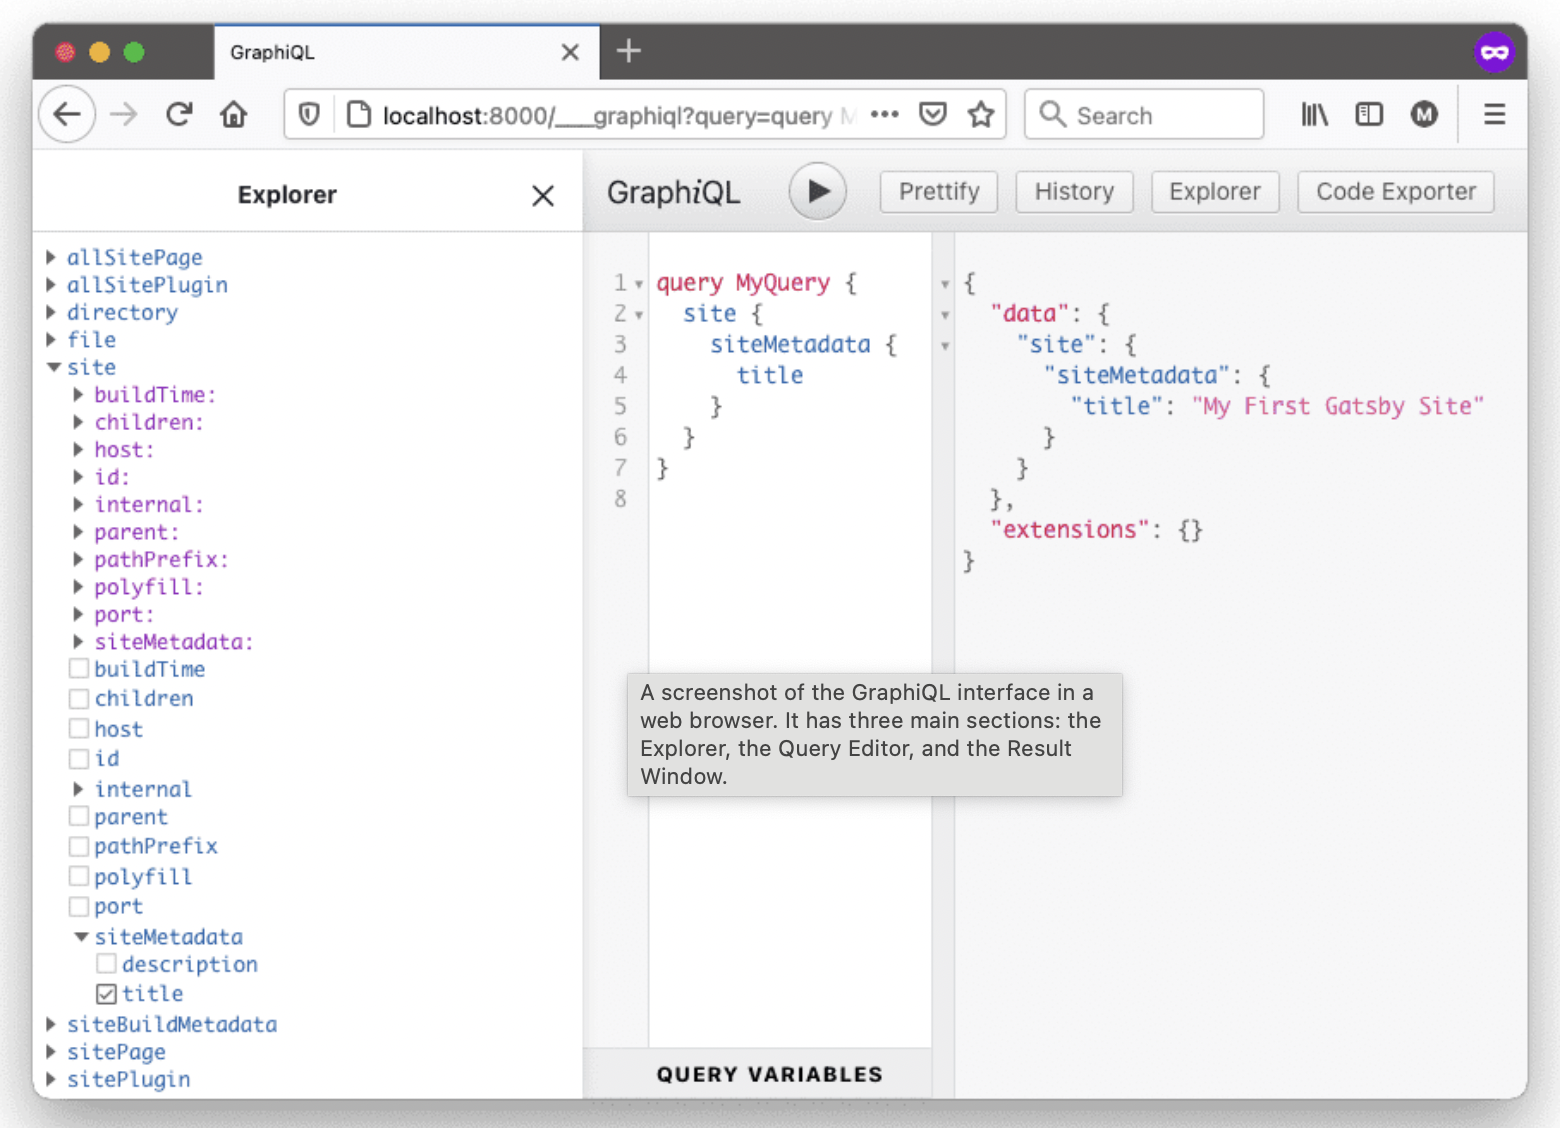 GraphiQL
localhost:8000/___graphiql?query=query M
Search
M
Explorer
allSitePage
allSitePlugin
directory
file
site
buildTime:
children:
host:
id:
internal:
parent:
pathPrefix:
polyfill:
port:
siteMetadata:
buildTime
children
host
id
internal
parent
pathPrefix
polyfill
port
siteMetadata
description
title
siteBuildMetadata
sitePage
sitePlugin
GraphiQL
Prettify
History
Explorer
Code Exporter
1 query MyQuery {
2 site {
3 siteMetadata {
4 title
5 }
6 }
7 }
8
{
"data": {
"site": {
"siteMetadata": {
"title": "My First Gatsby Site"
}
}
},
"extensions": {}
}
A screenshot of the GraphiQL interface in a
web browser. It has three main sections: the
Explorer, the Query Editor, and the Result
Window.
QUERY VARIABLES